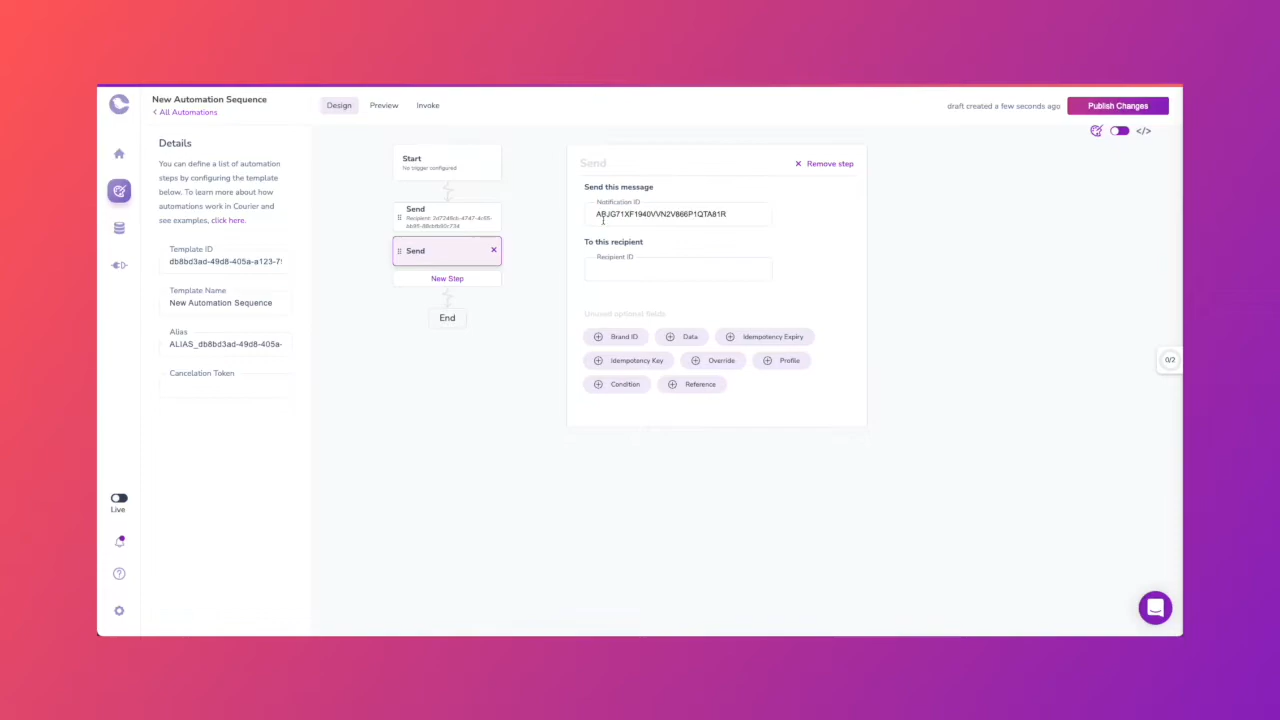 New Automation Sequence
All Automations
Design
Preview
Invoke
draft created a few seconds ago
Publish Changes
</>
Details
You can define a list of automation
steps by configuring the template
below. To learn more about how
automations work in Courier and
see examples, click here.
Template ID
db8bd3ad-49d8-405a-a123-7
Template Name
New Automation Sequence
Alias
ALIAS_db8bd3ad-49d8-405a-
Cancelation Token
Live
Start
No trigger configured
Send
Send
New Step
End
Send
Remove step
Send this message
Notification ID
To this recipient
Recipient ID
Unused optional fields
Brand ID
Data
Idempotency Expiry
Idempotency Key
Override
Profile
Condition
Reference
0/2